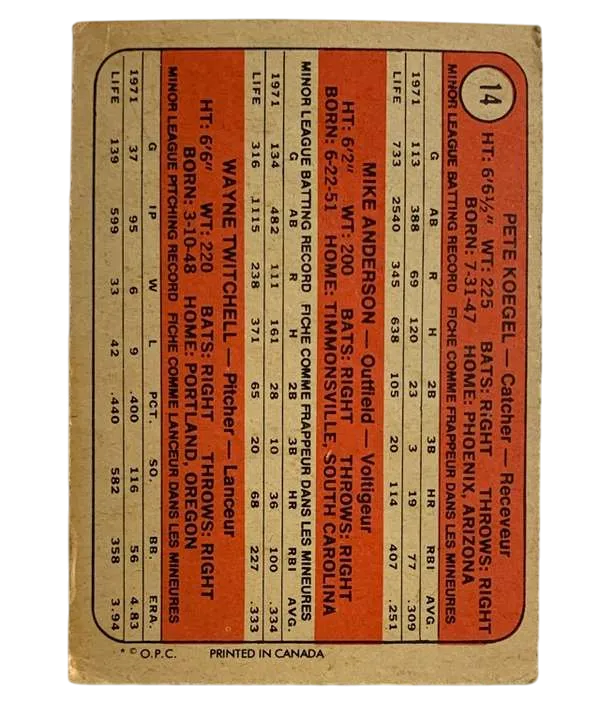 14
PETE KOEGEL — Catcher — Receveur
HT: 6'6½" WT: 225 BATS: RIGHT THROWS: RIGHT
BORN: 7-31-47 HOME: PHOENIX, ARIZONA
MINOR LEAGUE BATTING RECORD FICHE COMME FRAPPEUR DANS LES MINEURES
G AB R H 2B 3B HR RBI AVG.
1971 113 388 69 120 23 3 19 77 .309
LIFE 733 2540 345 638 105 20 114 407 .251
MIKE ANDERSON — Outfield — Voltigeur
HT: 6'2" WT: 200 BATS: RIGHT THROWS: RIGHT
BORN: 6-22-51 HOME: TIMMONSVILLE, SOUTH CAROLINA
MINOR LEAGUE BATTING RECORD FICHE COMME FRAPPEUR DANS LES MINEURES
G AB R H 2B 3B HR RBI AVG.
1971 134 482 111 161 28 10 36 100 .334
LIFE 316 1115 238 371 65 20 68 227 .333
WAYNE TWITCHELL — Pitcher — Lanceur
HT: 6'6" WT: 220 BATS: RIGHT THROWS: RIGHT
BORN: 3-10-48 HOME: PORTLAND, OREGON
MINOR LEAGUE PITCHING RECORD FICHE COMME LANCEUR DANS LES MINEURES
G IP W L PCT. SO. BB. ERA.
1971 37 95 6 9 .400 116 56 4.83
LIFE 139 599 33 42 .440 582 358 3.94
* © O.P.C. PRINTED IN CANADA